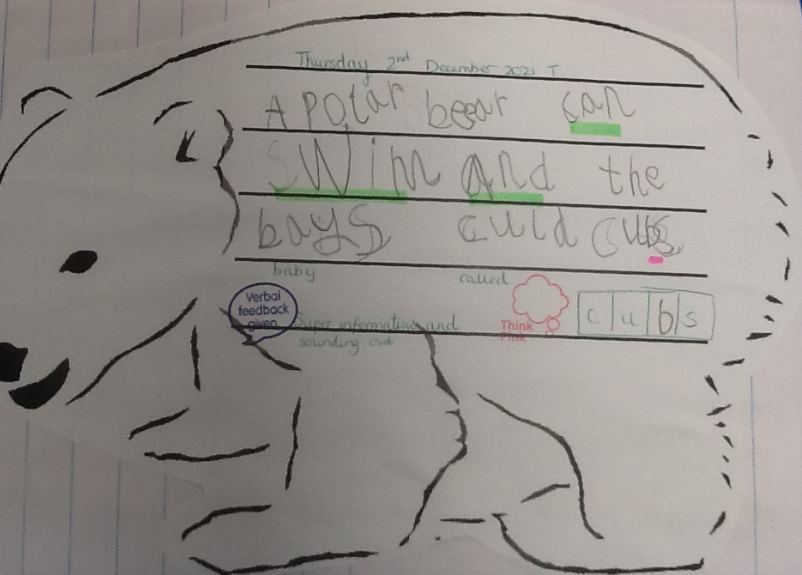 Thursday 2nd December 2021 T
A Polar beear can
SWim and the
bays culd cubs
baby called
Verbal feedback given
Super information and
sounding out
Think Pink
c u b s